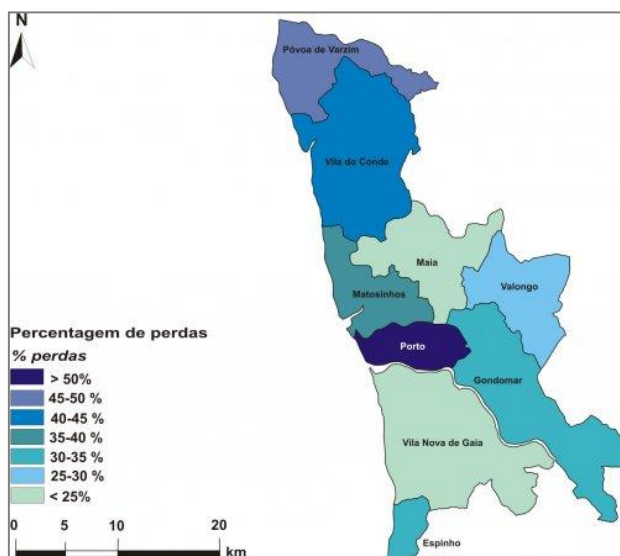 N
Póvoa de Varzim
Vila do Conde
Maia
Valongo
Matosinhos
Porto
Gondomar
Vila Nova de Gaia
Espinho
Percentagem de perdas
% perdas
> 50%
45-50 %
40-45 %
35-40 %
30-35 %
25-30 %
< 25%
0 5 10 20
km